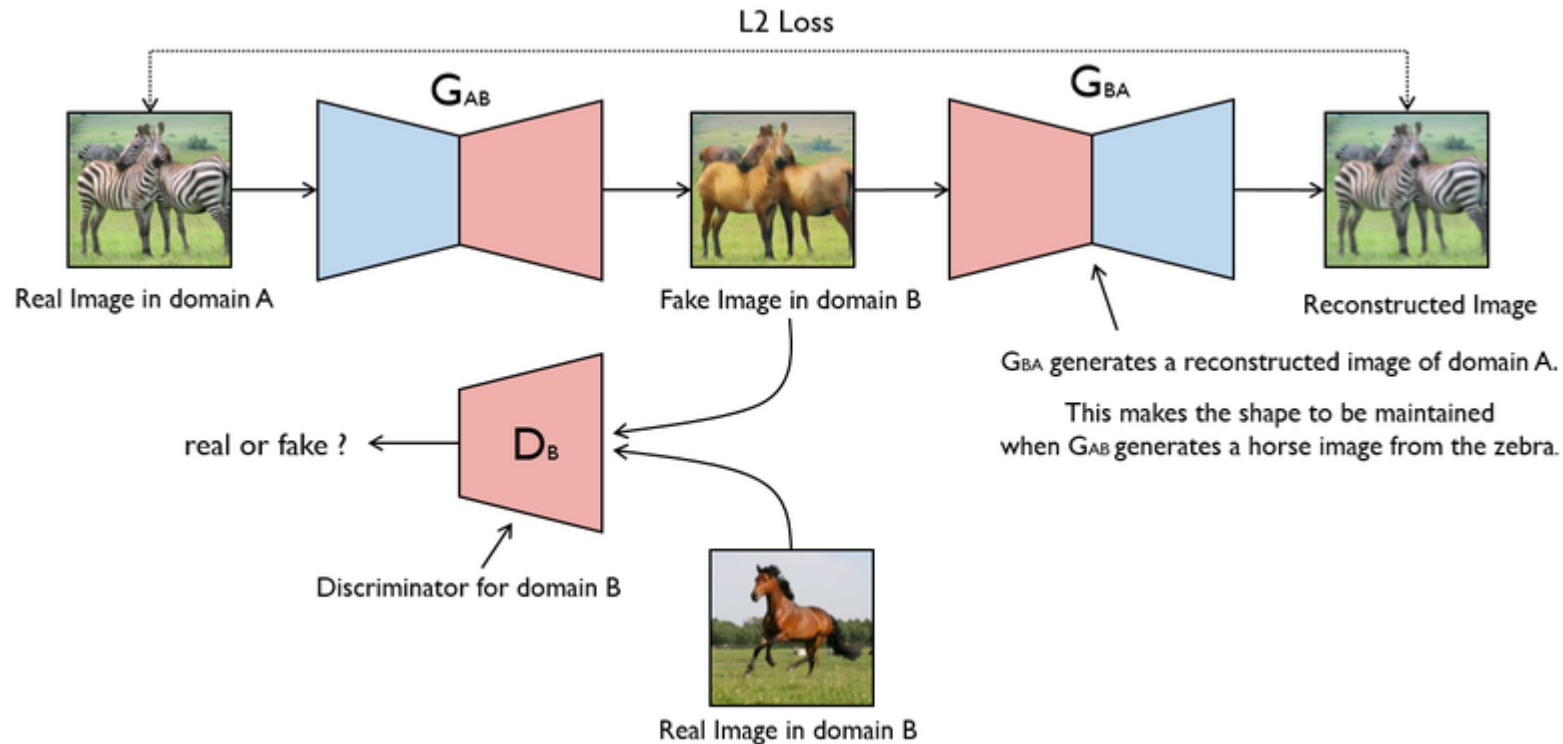 L2 Loss
GAB
GBA
Real Image in domain A
Fake Image in domain B
Reconstructed Image
GBA generates a reconstructed image of domain A.
This makes the shape to be maintained
when GAB generates a horse image from the zebra.
real or fake ?
DB
Discriminator for domain B
Real Image in domain B